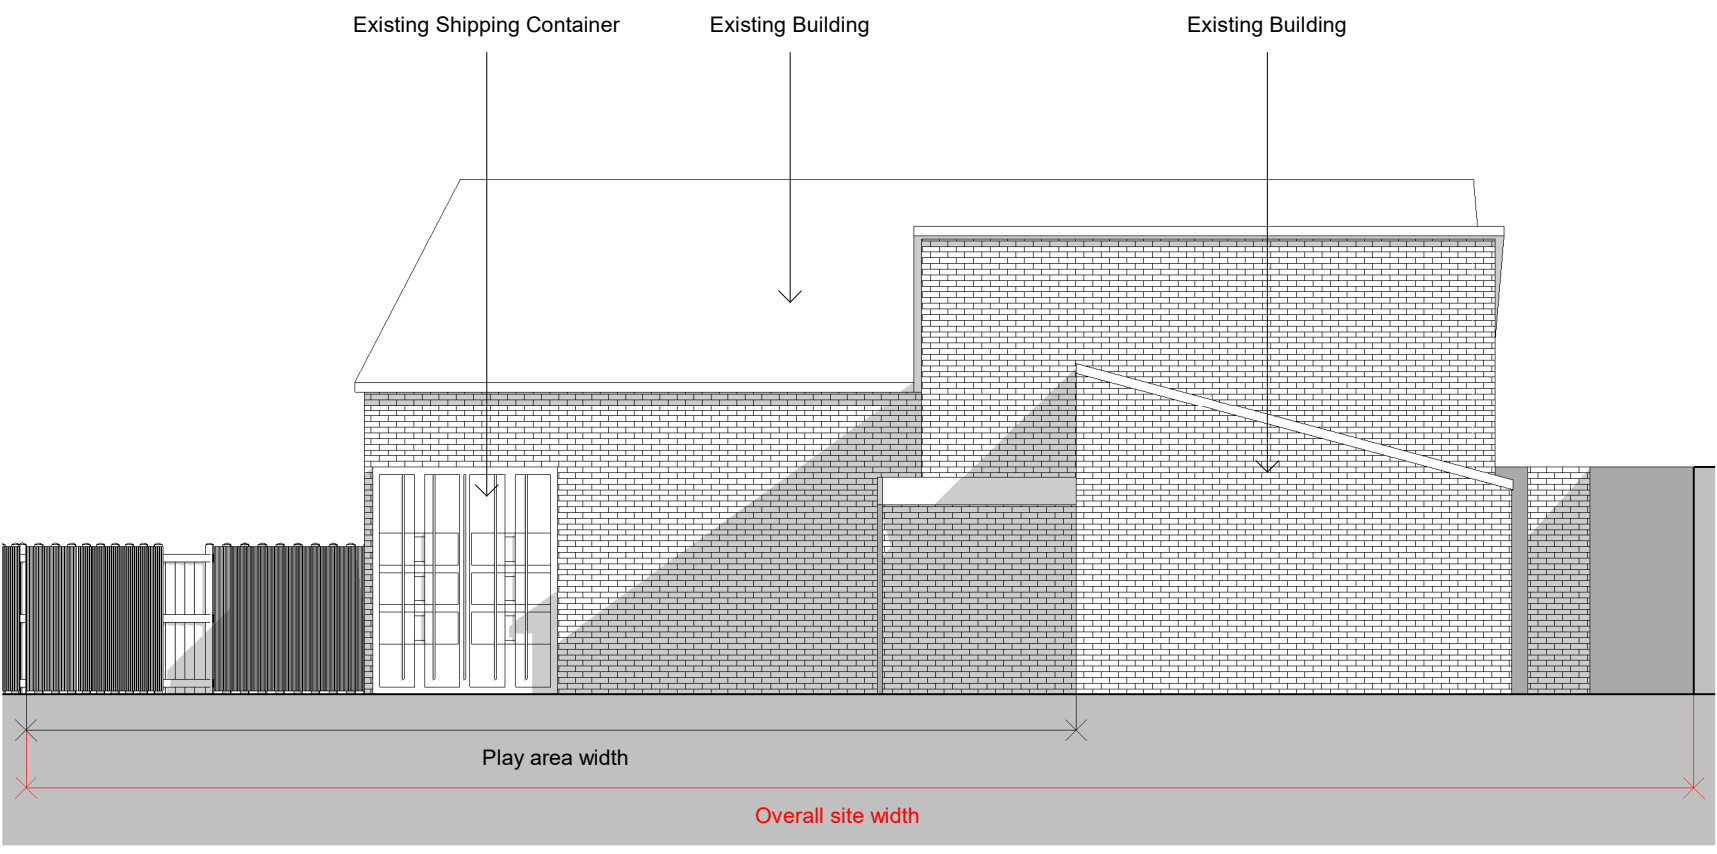 Existing Shipping Container
Existing Building
Existing Building
Play area width
Overall site width